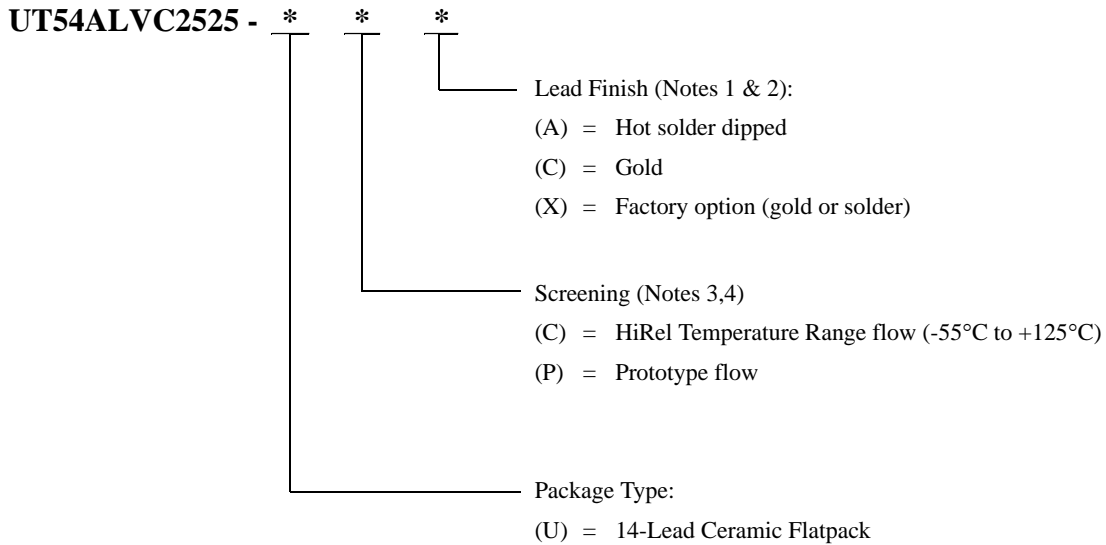 UT54ALVC2525 - * * *
Lead Finish (Notes 1 & 2):
(A) = Hot solder dipped
(C) = Gold
(X) = Factory option (gold or solder)
Screening (Notes 3,4)
(C) = HiRel Temperature Range flow (-55°C to +125°C)
(P) = Prototype flow
Package Type:
(U) = 14-Lead Ceramic Flatpack